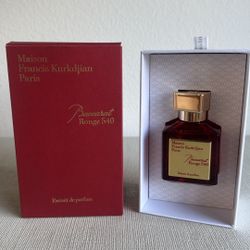 Maison
Francis Kurkdjian
Paris
Baccarat
Rouge 540
Extrait de parfum
Maison
Francis Kurkdjian
Paris
Baccarat
Rouge 540
Extrait de parfum